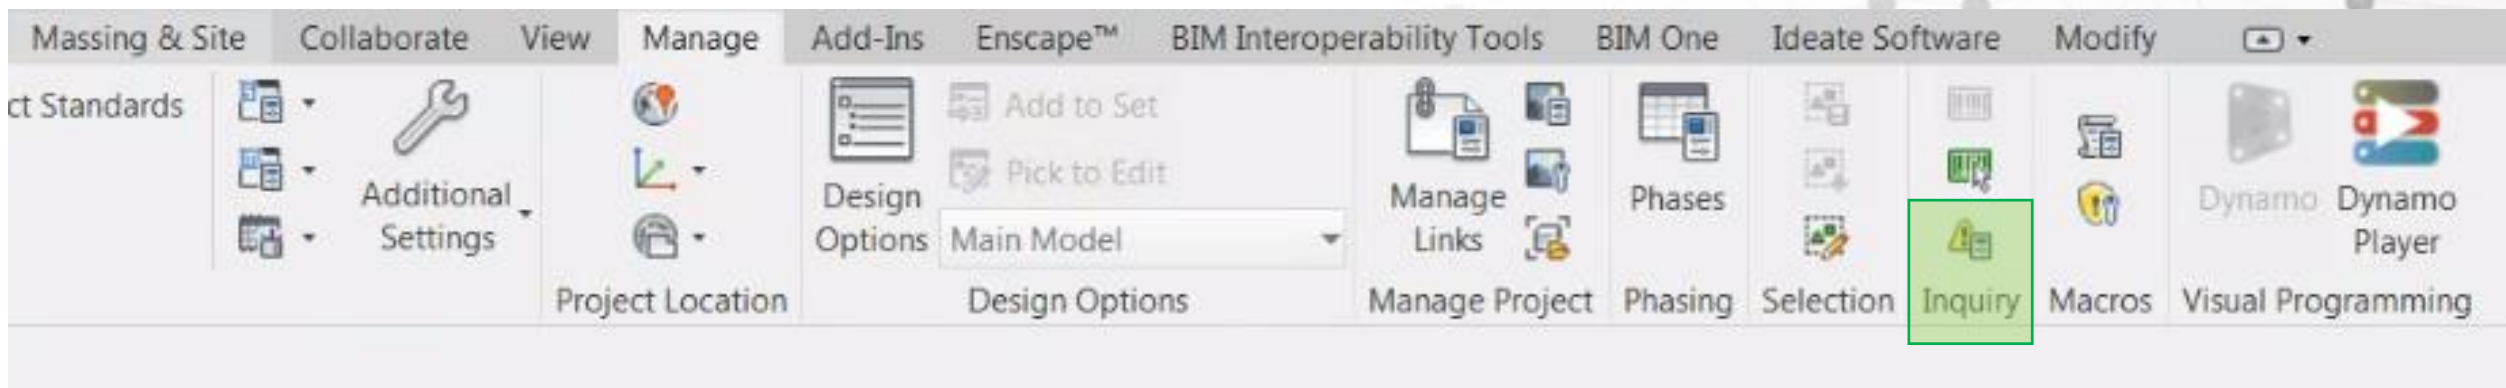 Massing & Site Collaborate View Manage Add-Ins Enscape™ BIM Interoperability Tools BIM One Ideate Software Modify
ct Standards
Additional
Settings
Project Location
Design
Options
Add to Set
Pick to Edit
Main Model
Design Options
Manage
Links
Manage Project
Phases
Phasing
Selection
Inquiry
Macros
Dynamo
Dynamo
Player
Visual Programming